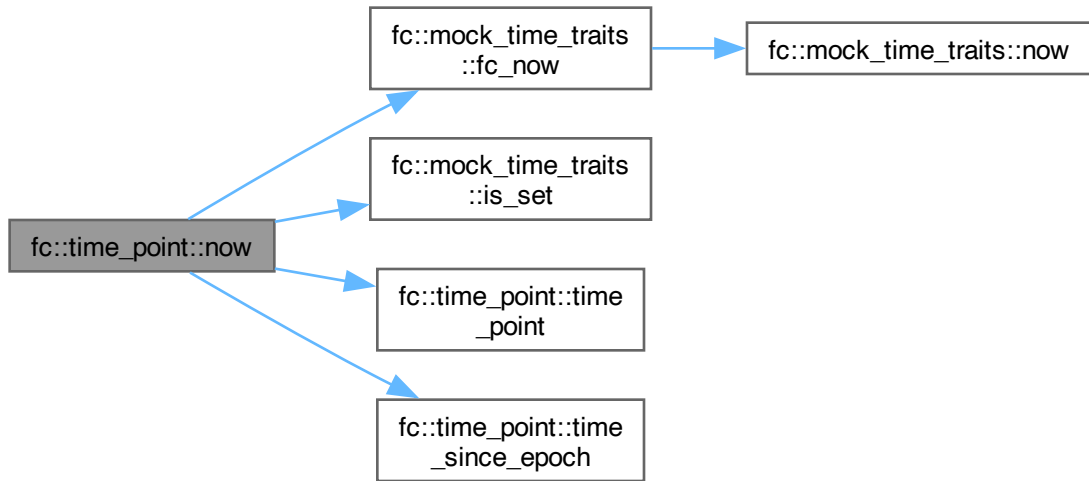 fc::mock_time_traits
::fc_now
fc::mock_time_traits::now
fc::mock_time_traits
::is_set
fc::time_point::now
fc::time_point::time
_point
fc::time_point::time
_since_epoch